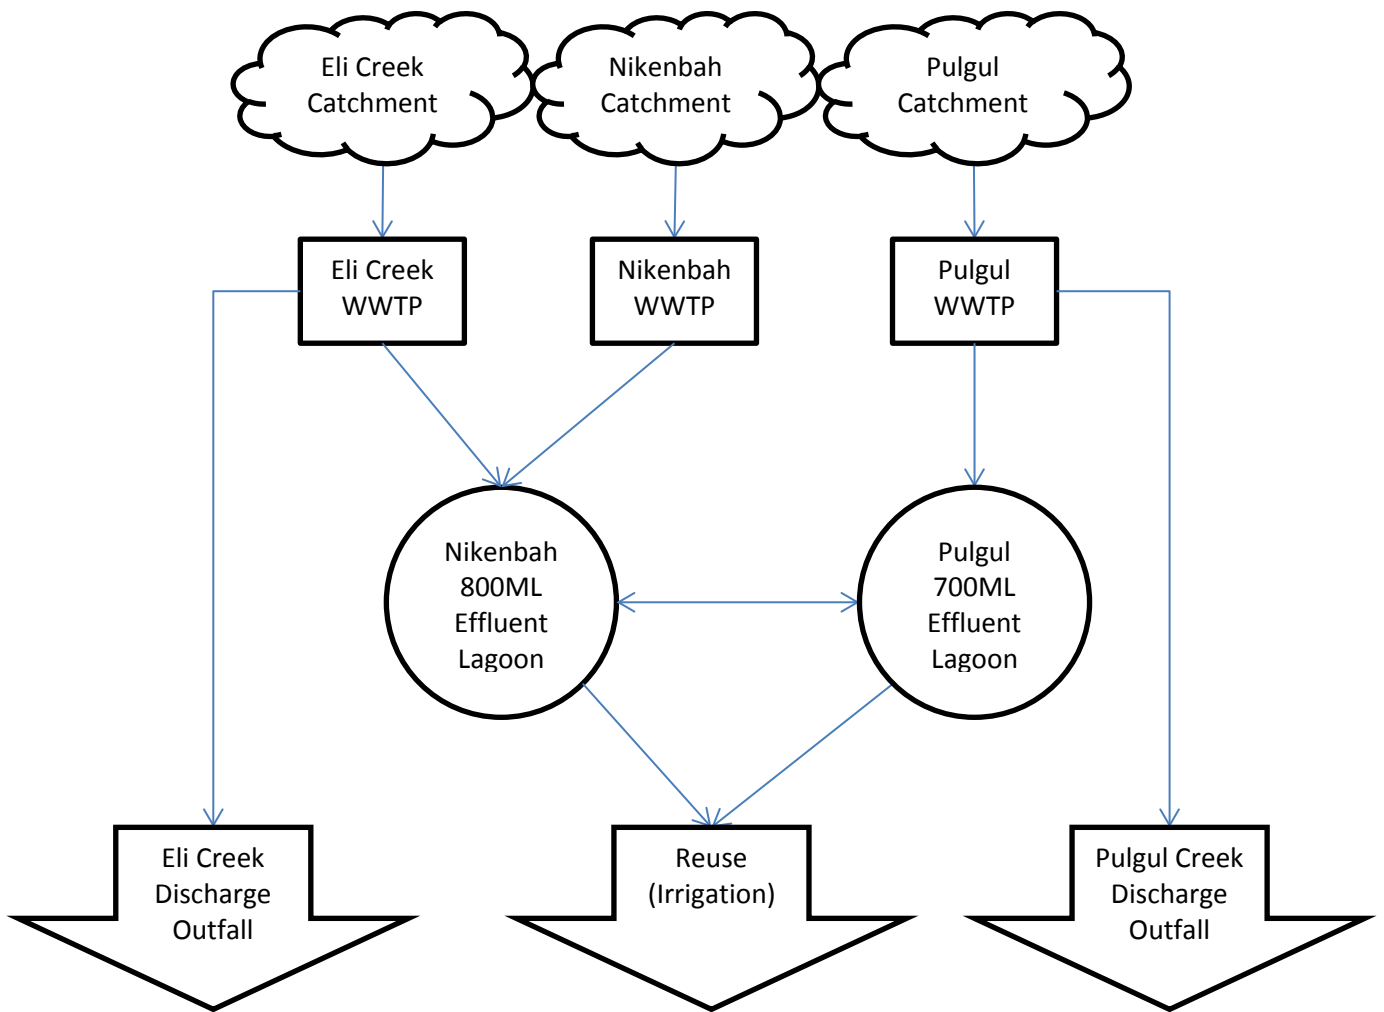 Eli Creek
Catchment
Nikenbah
Catchment
Pulgul
Catchment
Eli Creek
WWTP
Nikenbah
WWTP
Pulgul
WWTP
Nikenbah
800ML
Effluent
Lagoon
Pulgul
700ML
Effluent
Lagoon
Eli Creek
Discharge
Outfall
Reuse
(Irrigation)
Pulgul Creek
Discharge
Outfall